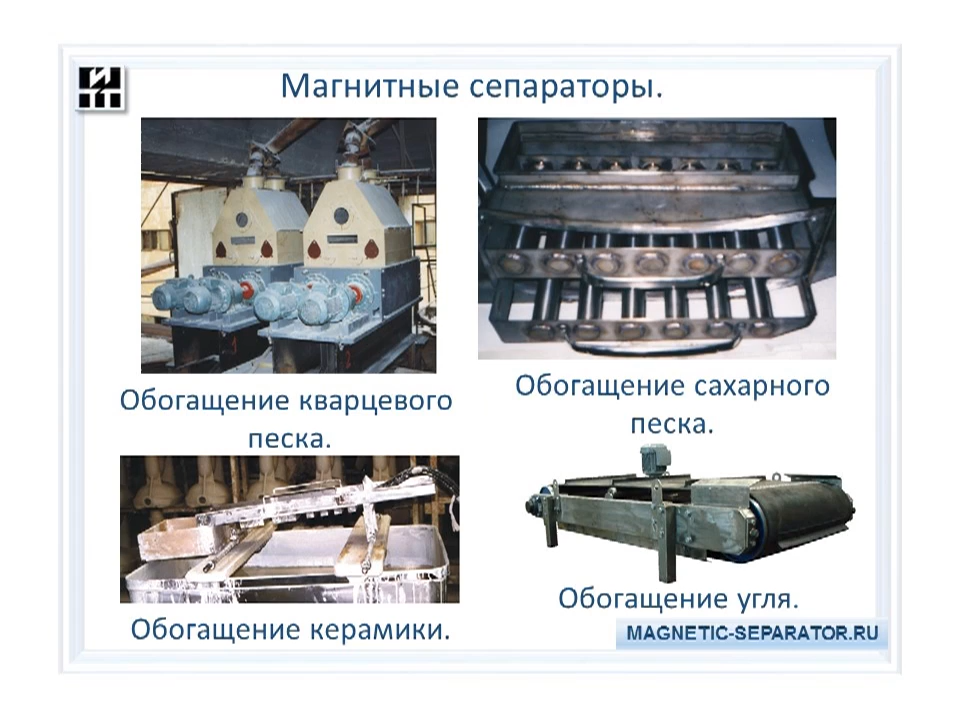 Магнитные сепараторы.
Обогащение кварцевого
песка.
Обогащение сахарного
песка.
Обогащение керамики.
Обогащение угля.
MAGNETIC-SEPARATOR.RU